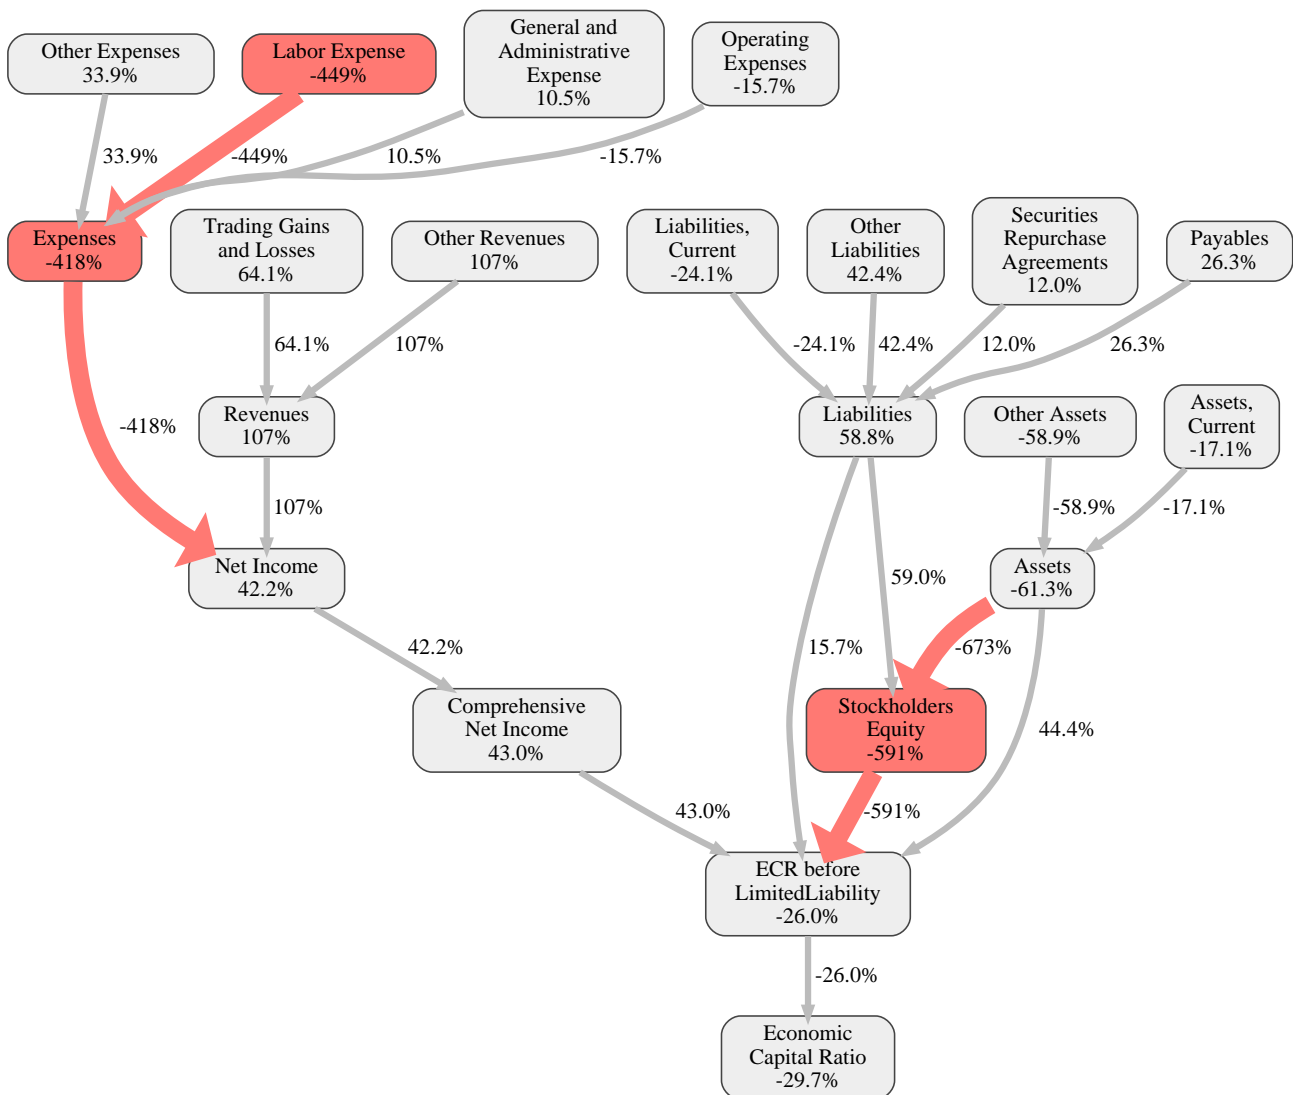 Other Expenses
33.9%
Labor Expense
-449%
General and
Administrative
Expense
10.5%
Operating
Expenses
-15.7%
33.9%
-449%
10.5%
-15.7%
Expenses
-418%
Trading Gains
and Losses
64.1%
Other Revenues
107%
Liabilities,
Current
-24.1%
Other
Liabilities
42.4%
Securities
Repurchase
Agreements
12.0%
Payables
26.3%
64.1%
107%
-24.1%
42.4%
12.0%
26.3%
-418%
Revenues
107%
Liabilities
58.8%
Other Assets
-58.9%
Assets,
Current
-17.1%
107%
-58.9%
-17.1%
Net Income
42.2%
59.0%
Assets
-61.3%
42.2%
15.7%
-673%
44.4%
Comprehensive
Net Income
43.0%
Stockholders
Equity
-591%
43.0%
-591%
ECR before
LimitedLiability
-26.0%
-26.0%
Economic
Capital Ratio
-29.7%